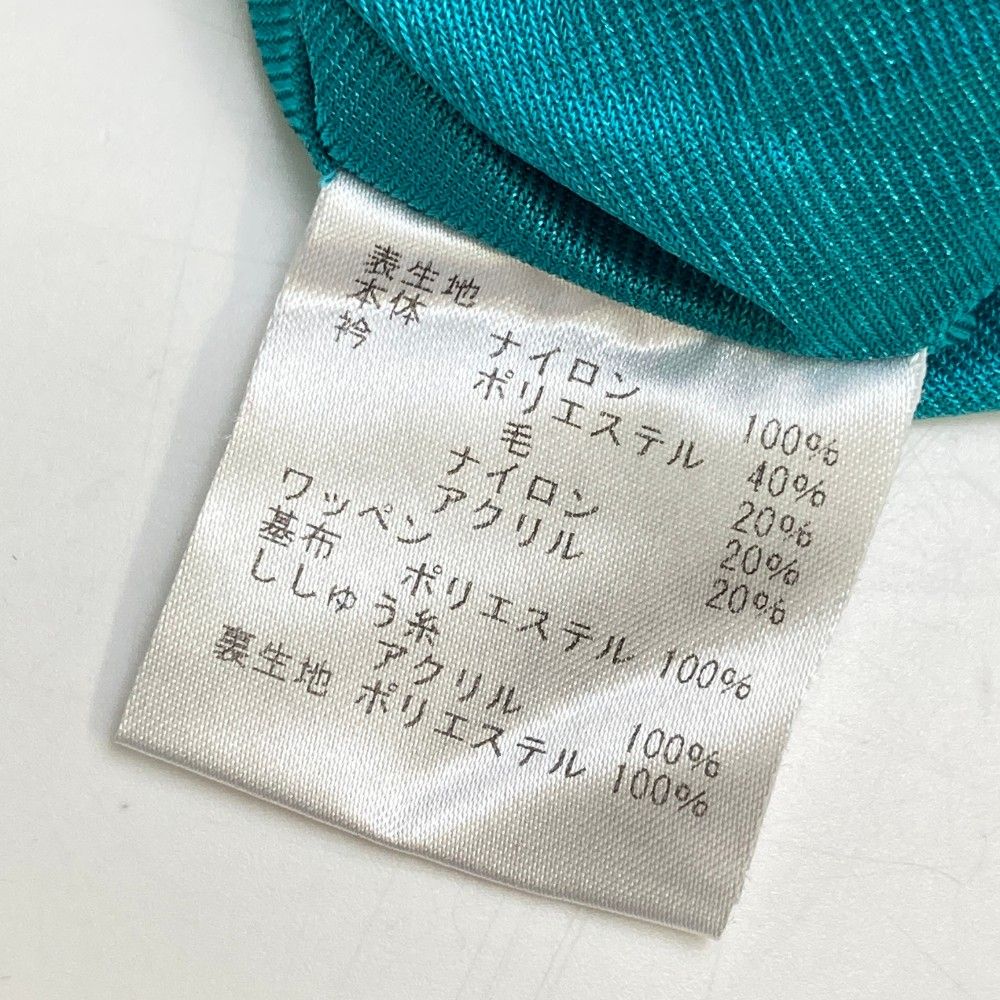 表生地
本体 ナイロン 100%
衿 ポリエステル 40%
毛 20%
ナイロン 20%
アクリル 20%
ワッペン
基布 ポリエステル 100%
ししゅう糸
アクリル 100%
裏生地 ポリエステル 100%